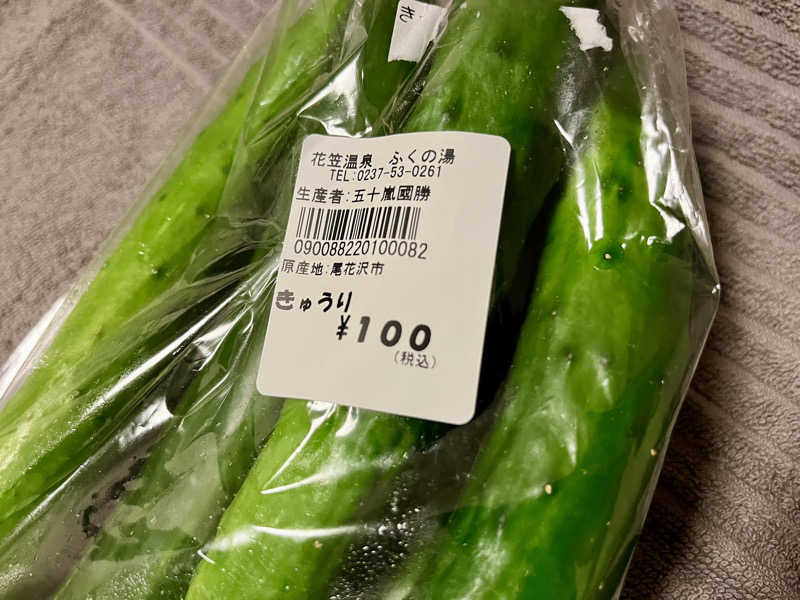 き
花笠温泉 ふくの湯
TEL:0237-53-0261
生産者:五十嵐國勝
090088220100082
原産地:尾花沢市
きゅうり
¥100
(税込)